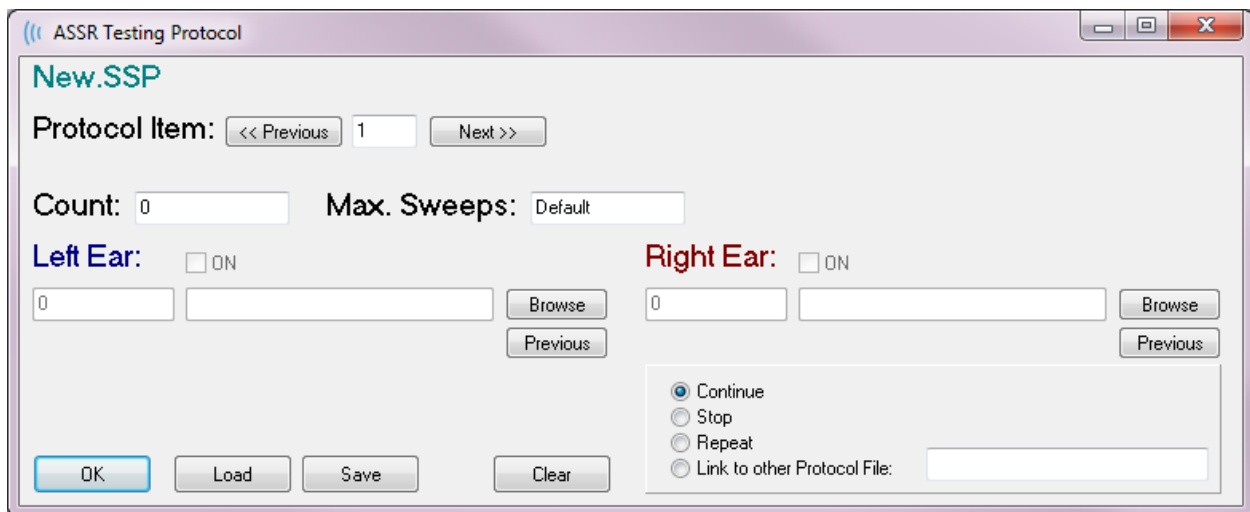 ASSR Testing Protocol
New.SSP
Protocol Item: << Previous 1 Next >>
Count: 0 Max. Sweeps: Default
Left Ear: ON Right Ear: ON
0 Browse 0 Browse
Previous Previous
Continue
Stop
Repeat
Link to other Protocol File:
OK Load Save Clear